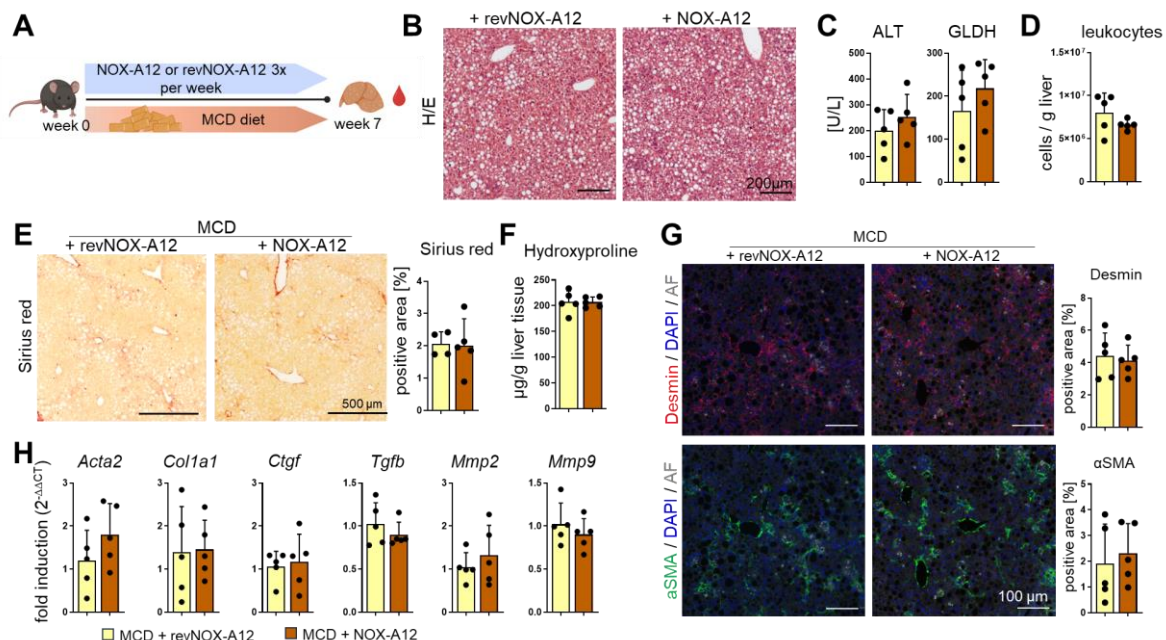 A
NOX-A12 or revNOX-A12 3x
per week
week 0
MCD diet
week 7
B
+ revNOX-A12
+ NOX-A12
H/E
200µm
C
ALT
GLDH
[U/L]
500
400
300
200
100
0
300
200
100
0
D
leukocytes
cells / g liver
1.5×10⁷
1×10⁷
5×10⁶
0
E
MCD
+ revNOX-A12
+ NOX-A12
Sirius red
500 µm
Sirius red
positive area [%]
4
3
2
1
0
F
Hydroxyproline
µg/g liver tissue
250
200
150
100
50
0
G
MCD
+ revNOX-A12
+ NOX-A12
Desmin / DAPI / AF
Desmin
positive area [%]
8
6
4
2
0
aSMA / DAPI / AF
100 µm
αSMA
positive area [%]
5
4
3
2
1
0
H
fold induction (2^-ΔΔCT)
Acta2
3
2
1
0
Col1a1
3
2
1
0
Ctgf
3
2
1
0
Tgfb
1.5
1.0
0.5
0.0
Mmp2
3
2
1
0
Mmp9
1.5
1.0
0.5
0.0
MCD + revNOX-A12
MCD + NOX-A12